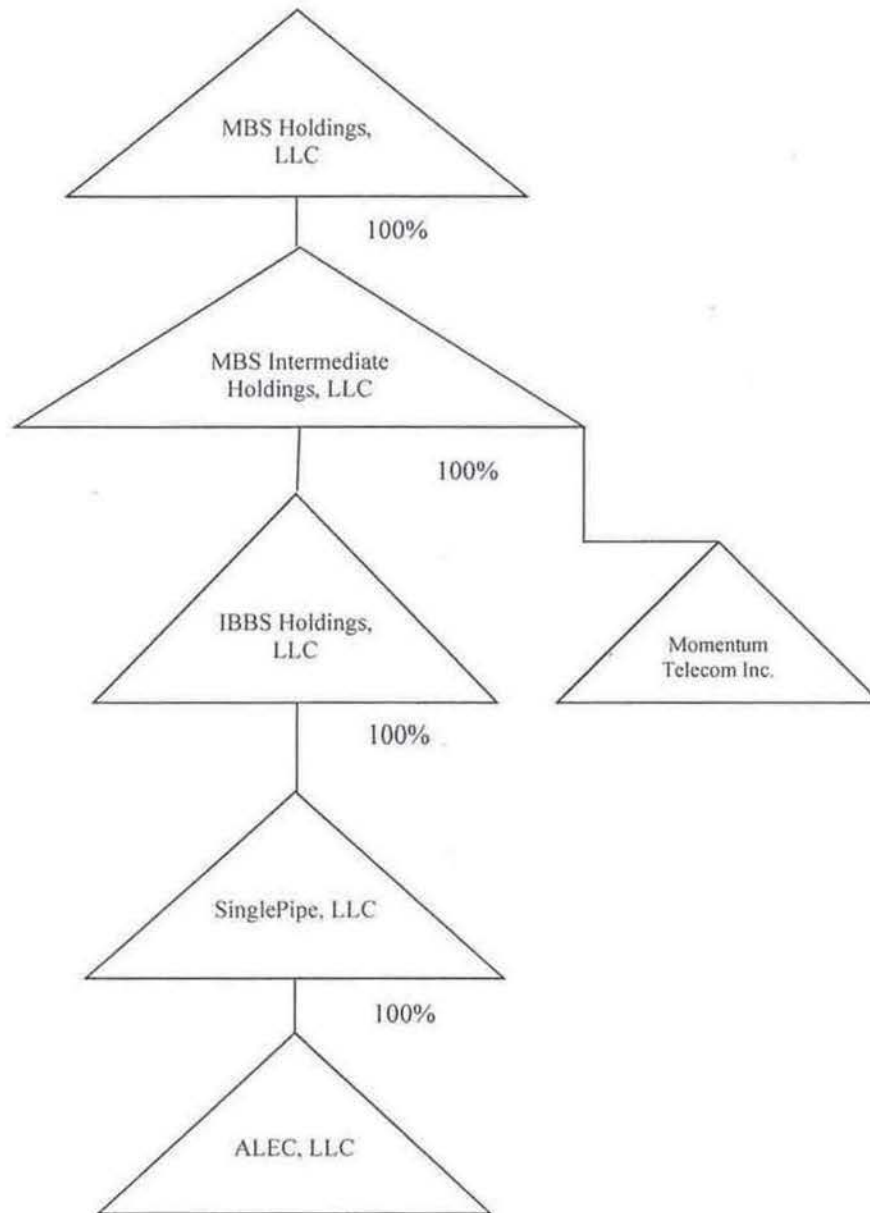 MBS Holdings,
LLC
100%
MBS Intermediate
Holdings, LLC
100%
IBBS Holdings,
LLC
Momentum
Telecom Inc.
100%
SinglePipe, LLC
100%
ALEC, LLC